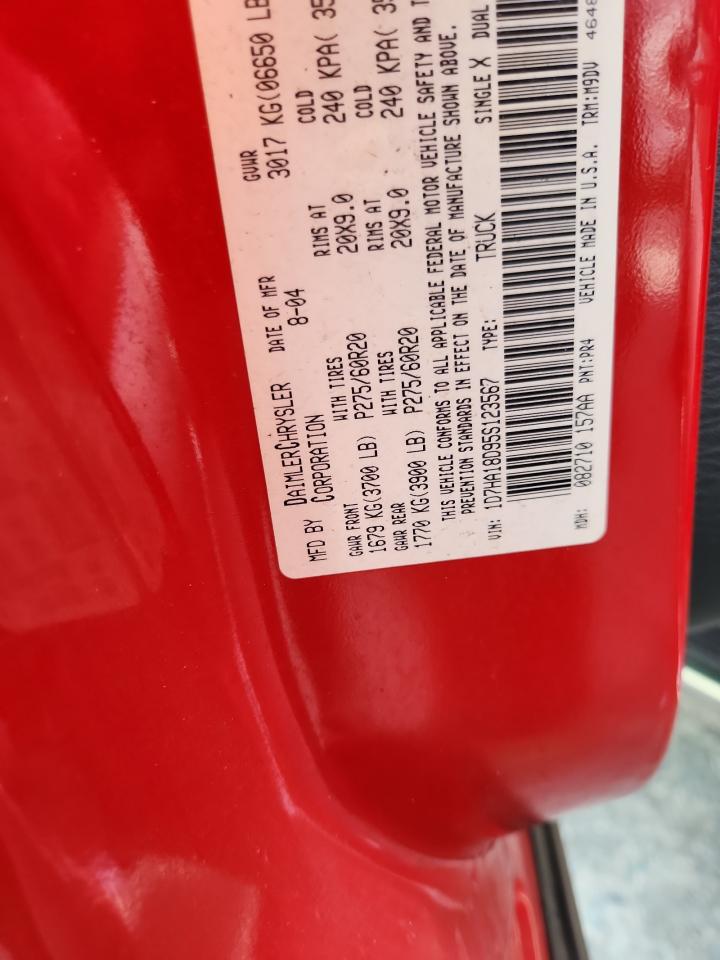 MFD BY DAIMLERCHRYSLER CORPORATION
DATE OF MFR 8-04
GVWR 3017 KG(06650 LB
GAWR FRONT WITH TIRES RIMS AT COLD
1679 KG(3700 LB) P275/60R20 20X9.0 240 KPA(
GAWR REAR WITH TIRES RIMS AT COLD
1770 KG(3900 LB) P275/60R20 20X9.0 240 KPA(
THIS VEHICLE CONFORMS TO ALL APPLICABLE FEDERAL MOTOR VEHICLE SAFETY AND
PREVENTION STANDARDS IN EFFECT ON THE DATE OF MANUFACTURE SHOWN ABOVE.
VIN: 1D7HA18D95S123567 TYPE: TRUCK SINGLE X DUAL
MDH: 082710 157AA PNT:PR4 VEHICLE MADE IN U.S.A. TRM:M9DV